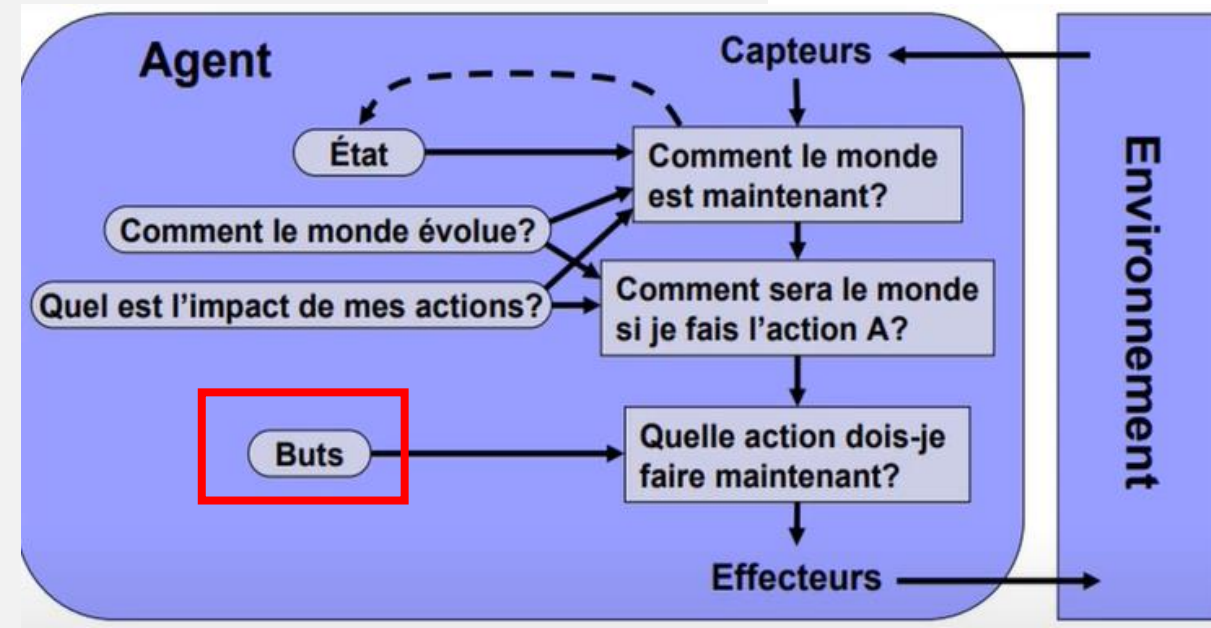 Agent
Capteurs
État
Comment le monde
est maintenant?
Comment le monde évolue?
Quel est l’impact de mes actions?
Comment sera le monde
si je fais l’action A?
Buts
Quelle action dois-je
faire maintenant?
Effecteurs
Environnement